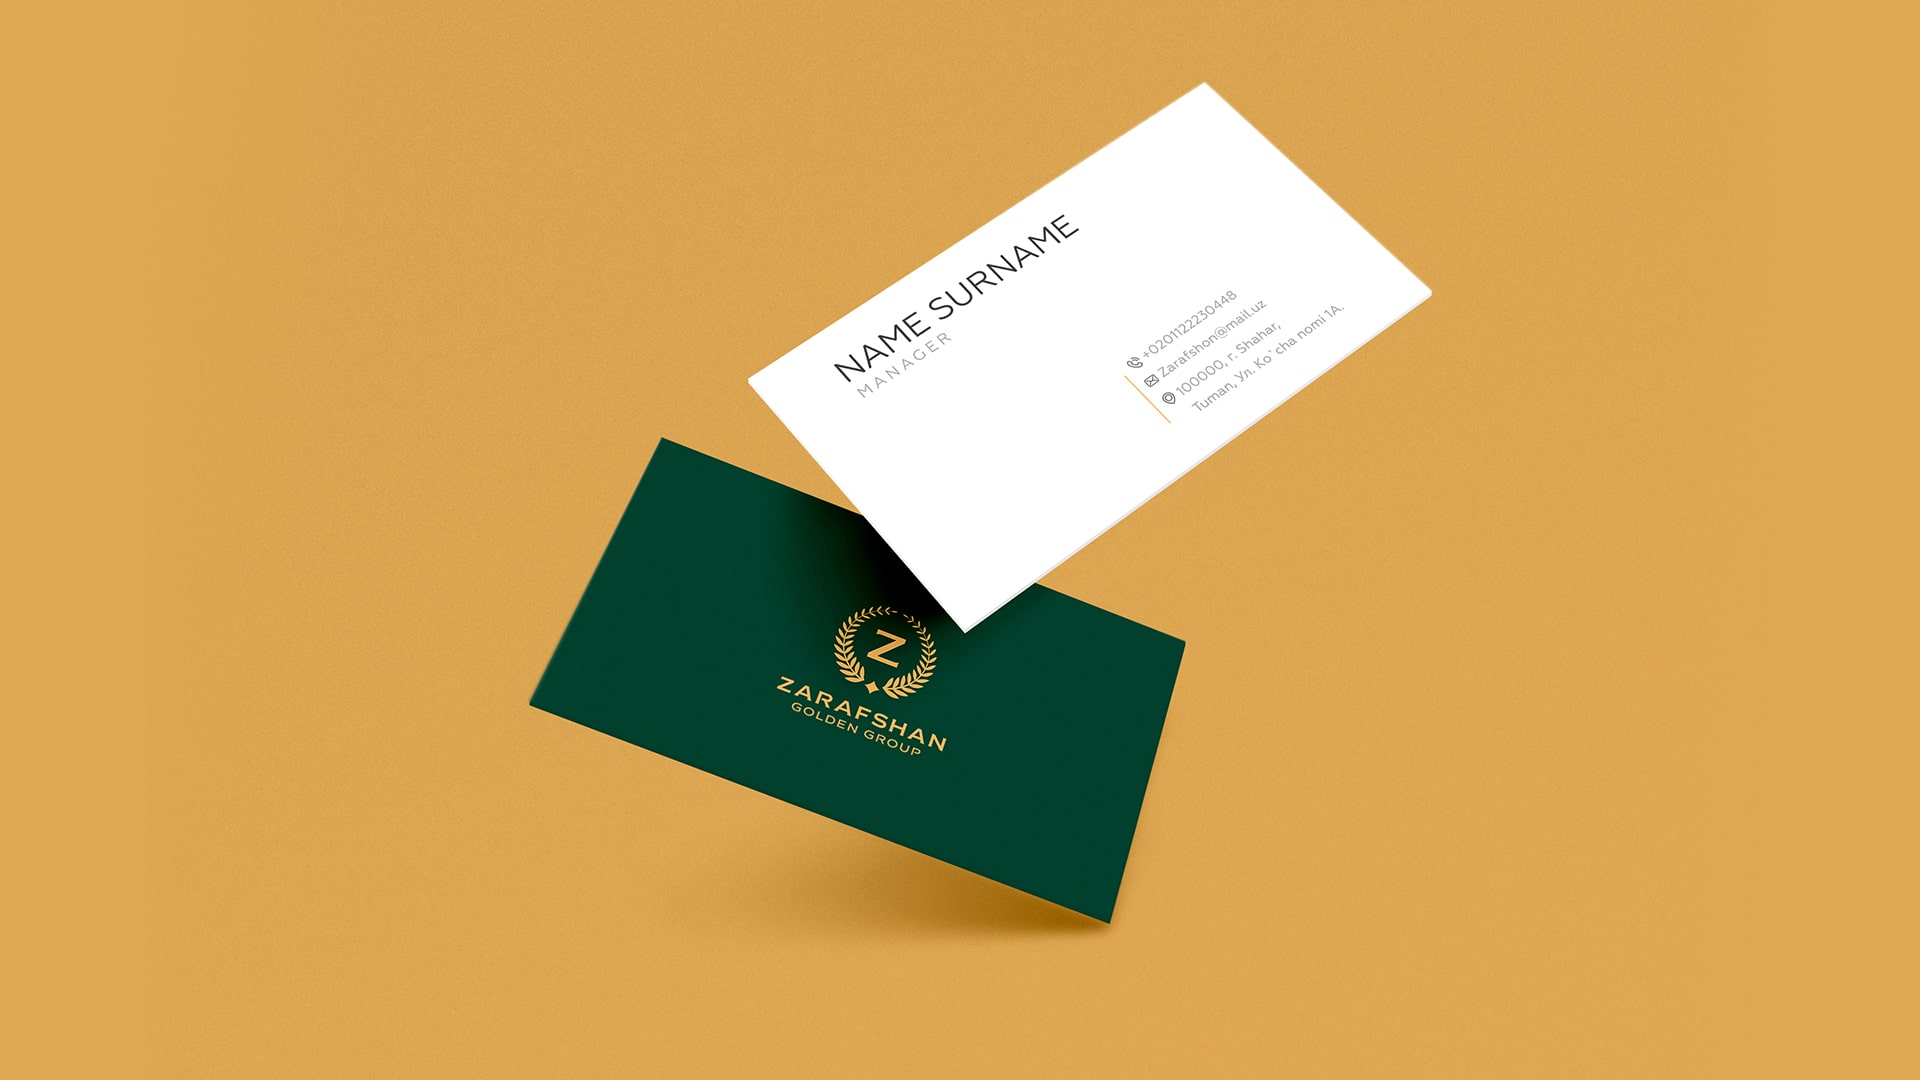 NAME SURNAME
MANAGER
+0201122230448
Zarafshon@mail.uz
100000, г. Shahar,
Tuman, Ул. Ko`cha nomi 1A.
Z
ZARAFSHAN
GOLDEN GROUP